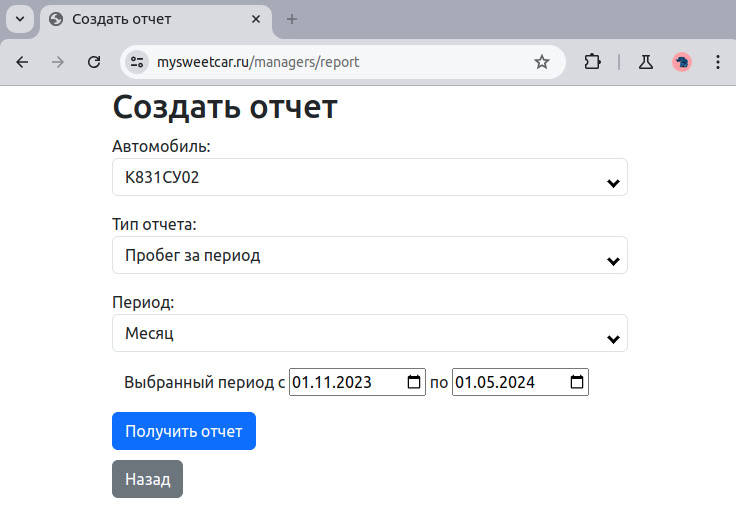 Создать отчет
mysweetcar.ru/managers/report
Создать отчет
Автомобиль:
К831СУ02
Тип отчета:
Пробег за период
Период:
Месяц
Выбранный период с 01.11.2023 по 01.05.2024
Получить отчет
Назад